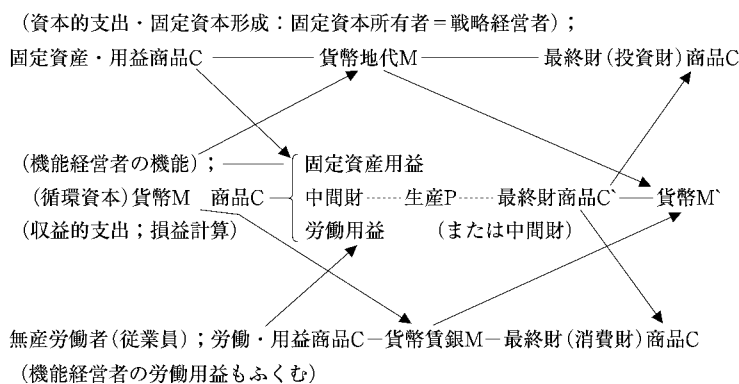 （資本的支出・固定資本形成：固定資本所有者＝戦略経営者）；
固定資産・用益商品C ―― 貨幣地代M ―― 最終財(投資財)商品C
（機能経営者の機能）；―― 固定資産用益
（循環資本)貨幣M 商品C ― 中間財 …… 生産P …… 最終財商品C` ― 貨幣M`
（収益的支出；損益計算） 労働用益 （または中間財）
無産労働者(従業員)；労働・用益商品C－貨幣賃銀M－最終財(消費財)商品C
（機能経営者の労働用益もふくむ）